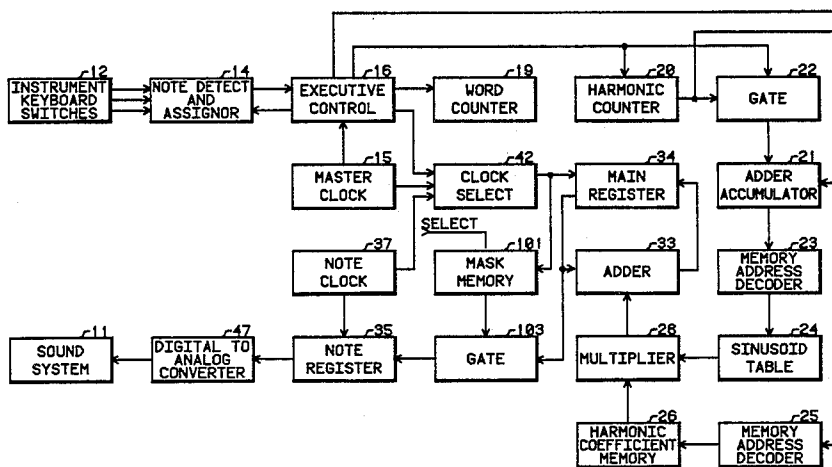 12
INSTRUMENT
KEYBOARD
SWITCHES
14
NOTE DETECT
AND
ASSIGNOR
16
EXECUTIVE
CONTROL
19
WORD
COUNTER
20
HARMONIC
COUNTER
22
GATE
15
MASTER
CLOCK
42
CLOCK
SELECT
34
MAIN
REGISTER
21
ADDER
ACCUMULATOR
SELECT
37
NOTE
CLOCK
101
MASK
MEMORY
33
ADDER
23
MEMORY
ADDRESS
DECODER
11
SOUND
SYSTEM
47
DIGITAL TO
ANALOG
CONVERTER
35
NOTE
REGISTER
103
GATE
28
MULTIPLIER
24
SINUSOID
TABLE
26
HARMONIC
COEFFICIENT
MEMORY
25
MEMORY
ADDRESS
DECODER